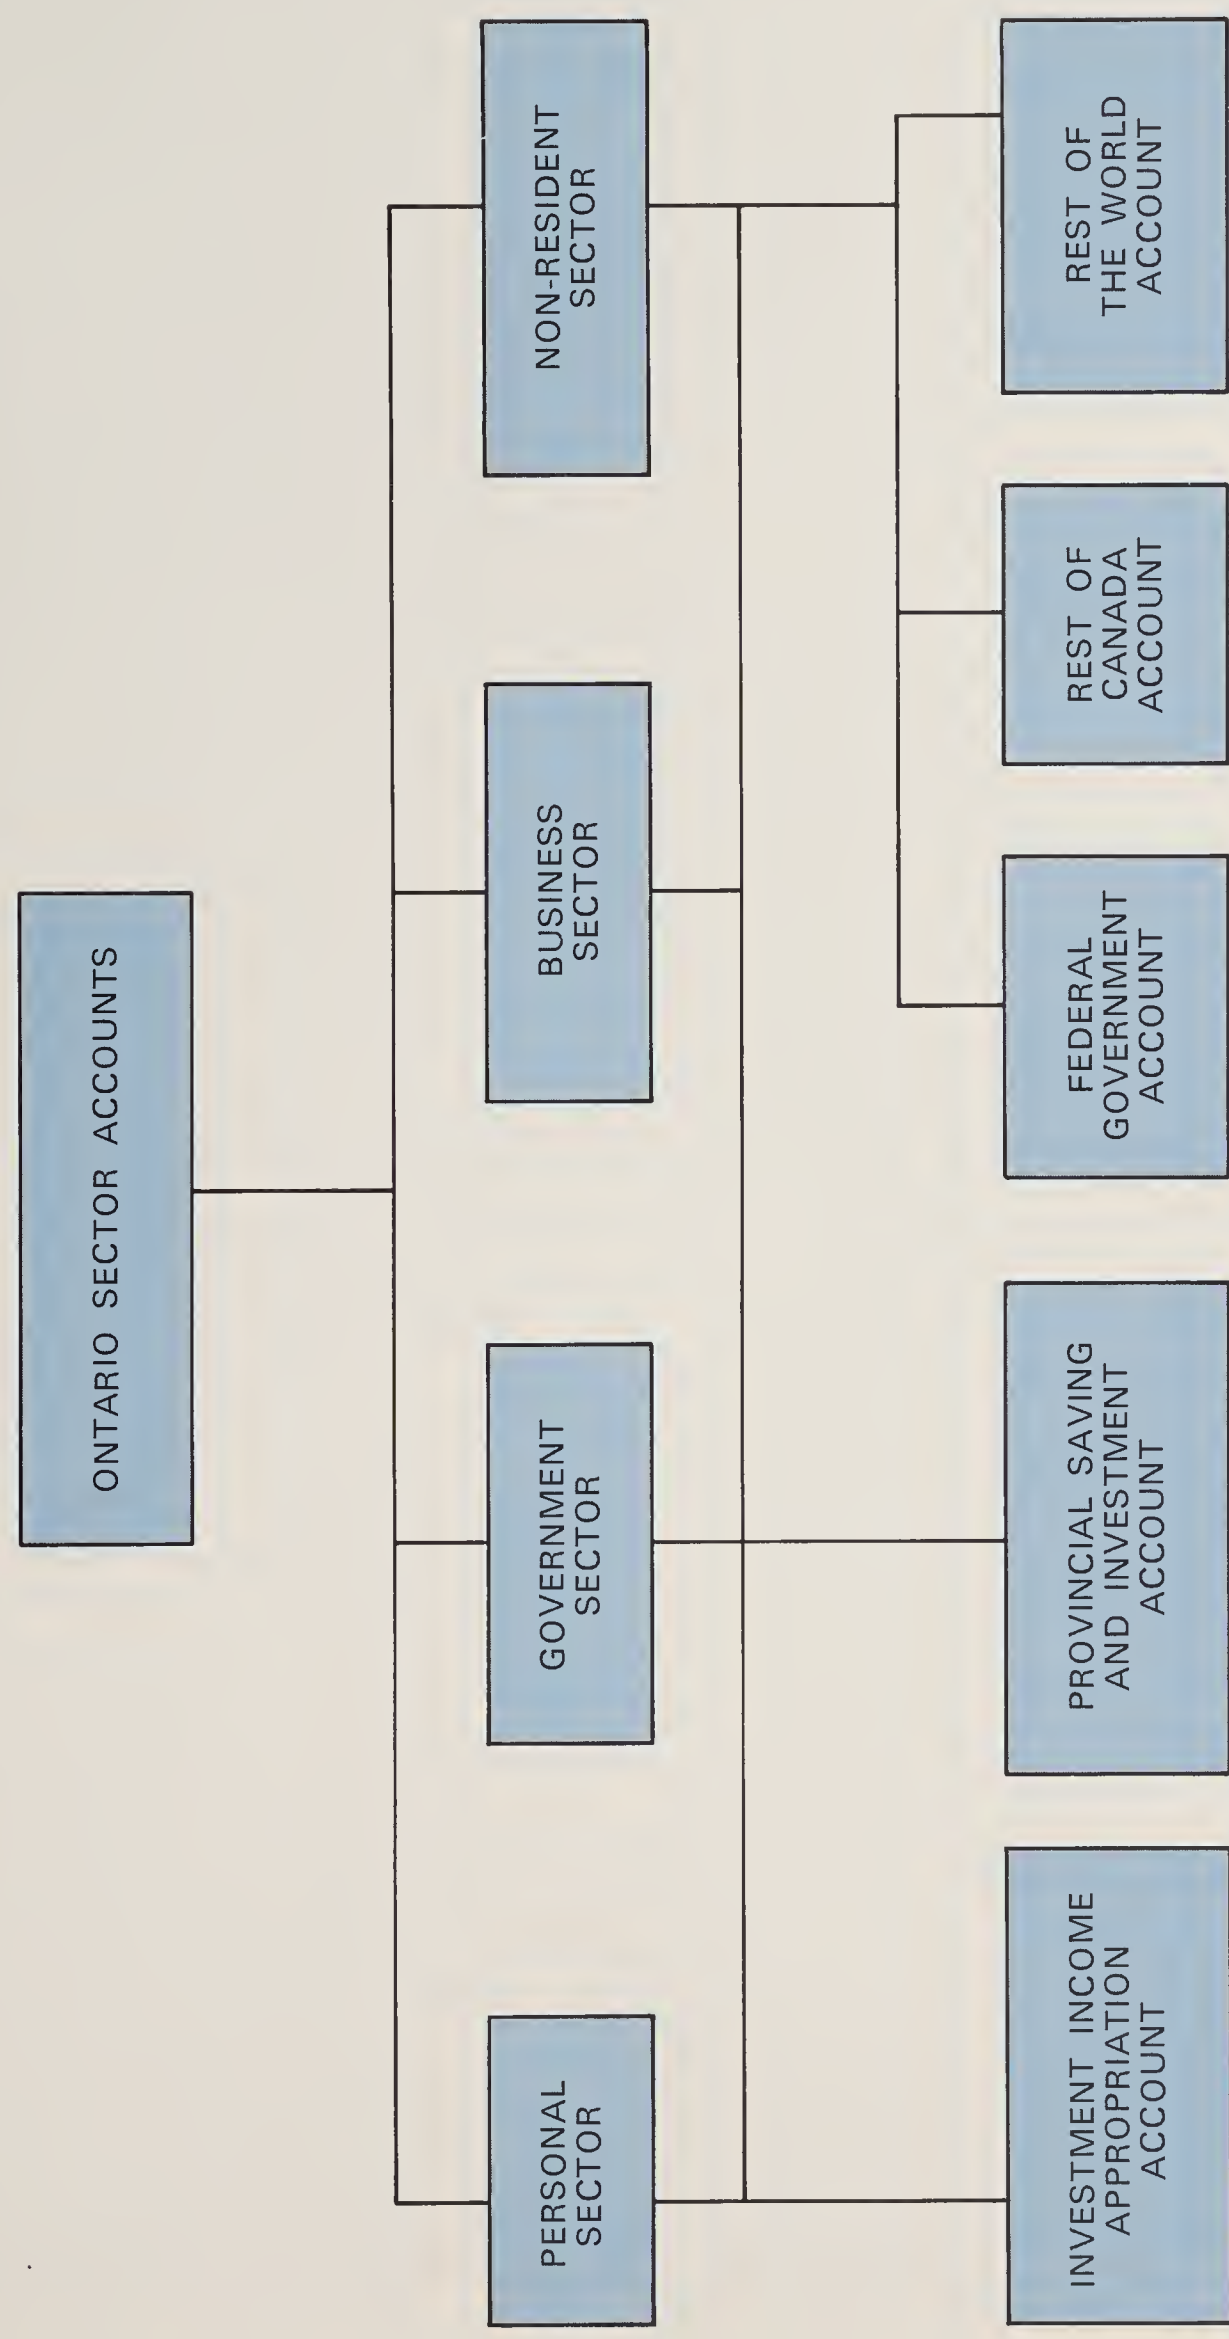 ONTARIO SECTOR ACCOUNTS
PERSONAL
SECTOR
GOVERNMENT
SECTOR
BUSINESS
SECTOR
NON-RESIDENT
SECTOR
INVESTMENT INCOME
APPROPRIATION
ACCOUNT
PROVINCIAL SAVING
AND INVESTMENT
ACCOUNT
FEDERAL
GOVERNMENT
ACCOUNT
REST OF
CANADA
ACCOUNT
REST OF
THE WORLD
ACCOUNT